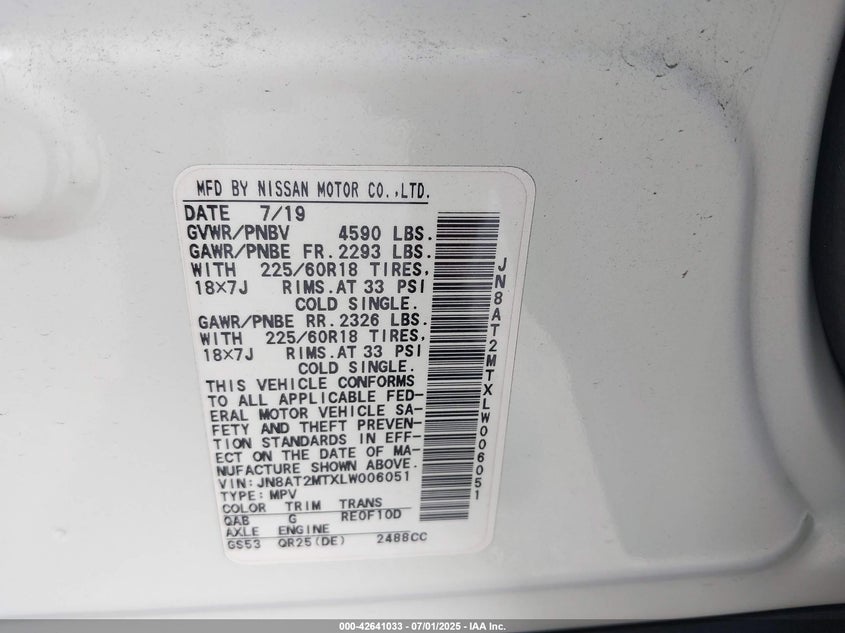 MFD BY NISSAN MOTOR CO.,LTD.
DATE 7/19
GVWR/PNBV 4590 LBS.
GAWR/PNBE FR. 2293 LBS.
WITH 225/60R18 TIRES,
18×7J RIMS.AT 33 PSI
COLD SINGLE.
GAWR/PNBE RR. 2326 LBS.
WITH 225/60R18 TIRES,
18×7J RIMS.AT 33 PSI
COLD SINGLE.
THIS VEHICLE CONFORMS
TO ALL APPLICABLE FED-
ERAL MOTOR VEHICLE SA-
FETY AND THEFT PREVEN-
TION STANDARDS IN EFF-
ECT ON THE DATE OF MA-
NUFACTURE SHOWN ABOVE.
VIN: JN8AT2MTXLW006051
TYPE: MPV
COLOR TRIM TRANS
QAB G RE0F10D
AXLE ENGINE
GS53 QR25(DE) 2488CC
JN8AT2MTXLW006051
000-42641033 - 07/01/2025 - IAA Inc.